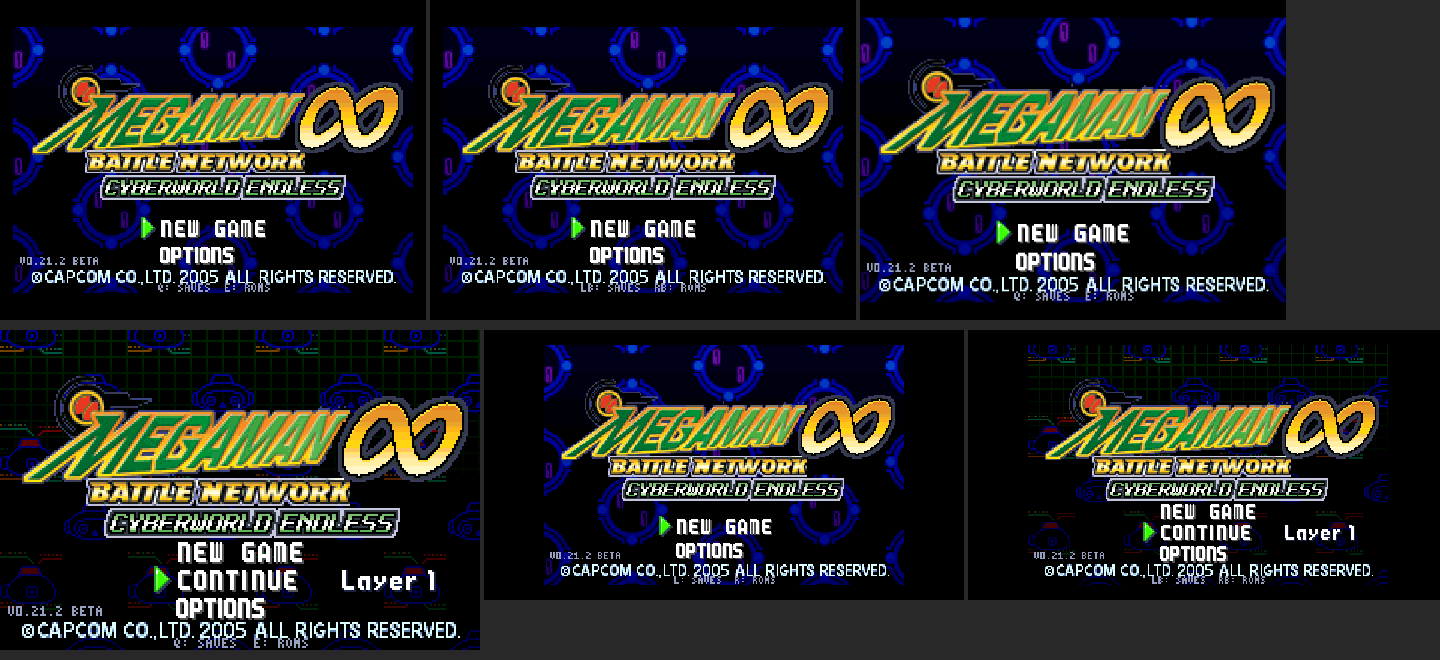 MEGAMAN ∞
BATTLE NETWORK
CYBERWORLD ENDLESS
NEW GAME
OPTIONS
V0.21.2 BETA
©CAPCOM CO.,LTD. 2005 ALL RIGHTS RESERVED.
Q: SAVES E: ROMS
MEGAMAN ∞
BATTLE NETWORK
CYBERWORLD ENDLESS
NEW GAME
OPTIONS
V0.21.2 BETA
©CAPCOM CO.,LTD. 2005 ALL RIGHTS RESERVED.
LB: SAVES RB: ROMS
MEGAMAN ∞
BATTLE NETWORK
CYBERWORLD ENDLESS
NEW GAME
OPTIONS
V0.21.2 BETA
©CAPCOM CO.,LTD. 2005 ALL RIGHTS RESERVED.
Q: SAVES E: ROMS
MEGAMAN ∞
BATTLE NETWORK
CYBERWORLD ENDLESS
NEW GAME
CONTINUE Layer 1
OPTIONS
V0.21.2 BETA
©CAPCOM CO.,LTD. 2005 ALL RIGHTS RESERVED.
Q: SAVES E: ROMS
MEGAMAN ∞
BATTLE NETWORK
CYBERWORLD ENDLESS
NEW GAME
OPTIONS
V0.21.2 BETA
©CAPCOM CO.,LTD. 2005 ALL RIGHTS RESERVED.
L: SAVES R: ROMS
MEGAMAN ∞
BATTLE NETWORK
CYBERWORLD ENDLESS
NEW GAME
CONTINUE Layer 1
OPTIONS
V0.21.2 BETA
©CAPCOM CO.,LTD. 2005 ALL RIGHTS RESERVED.
LB: SAVES RB: ROMS